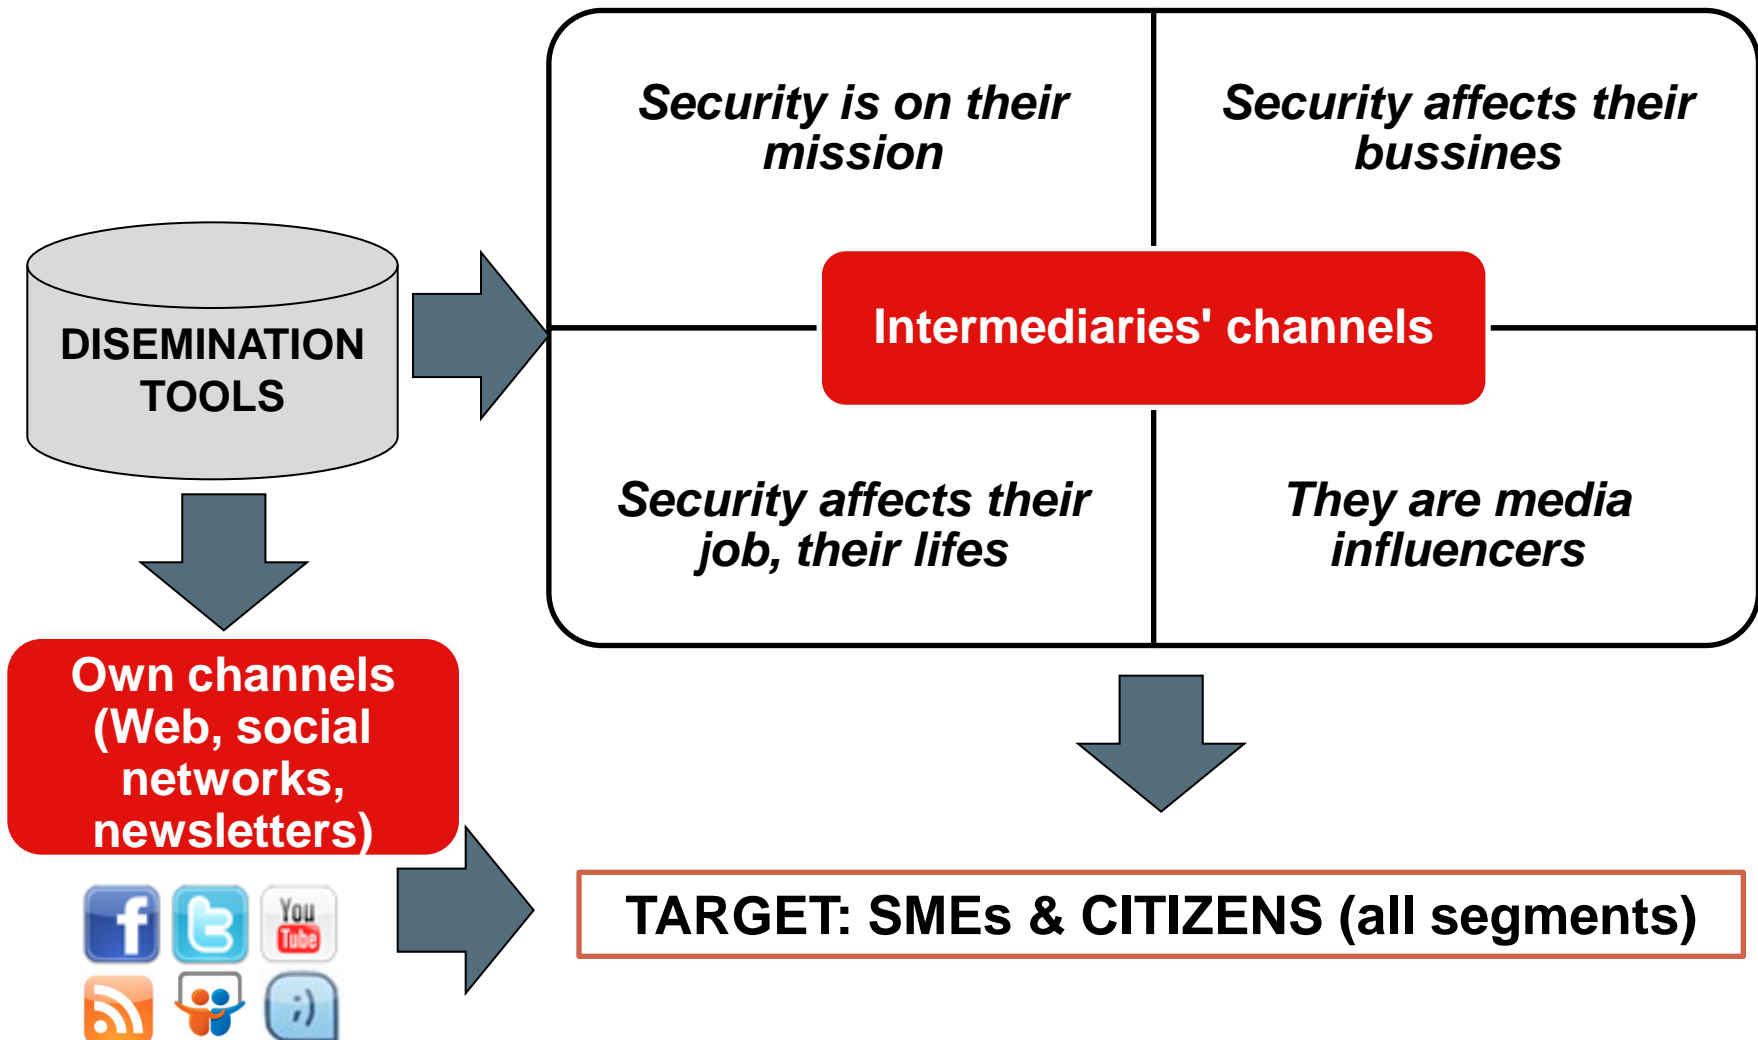 Security is on their
mission
Security affects their
bussines
DISEMINATION
TOOLS
Intermediaries' channels
Security affects their
job, their lifes
They are media
influencers
Own channels
(Web, social
networks,
newsletters)
f
t
You
Tube
;)
TARGET: SMEs & CITIZENS (all segments)